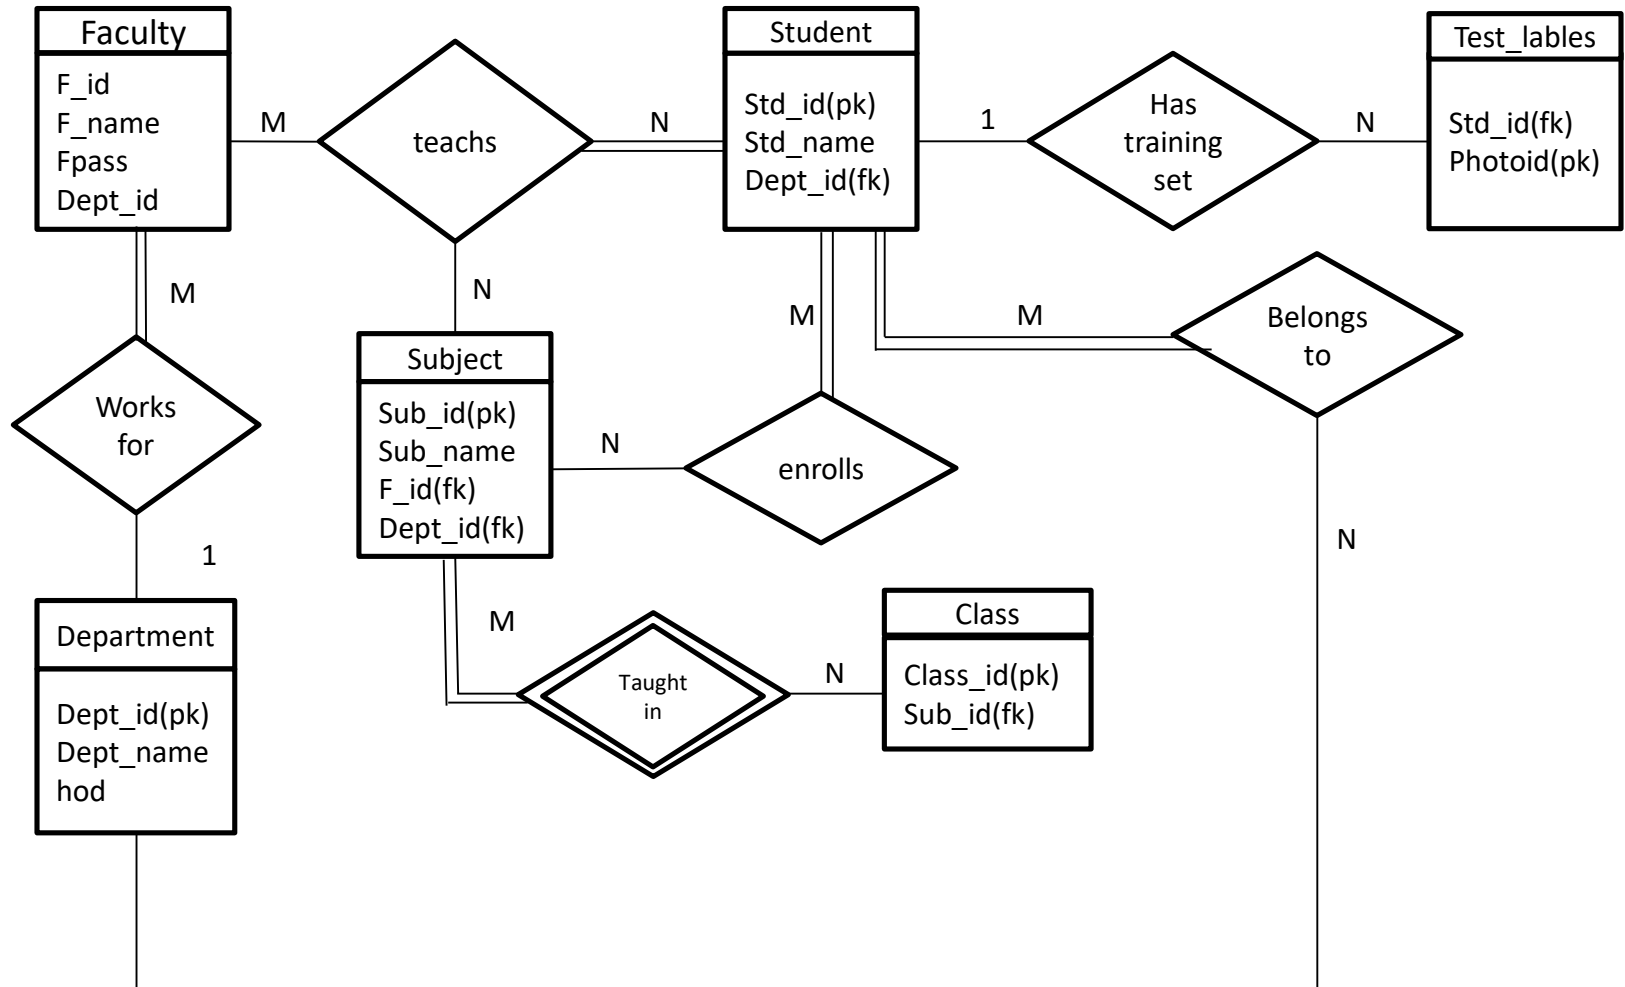 Faculty
F_id
F_name
Fpass
Dept_id
M
teachs
N
Student
Std_id(pk)
Std_name
Dept_id(fk)
1
Has
training
set
N
Test_lables
Std_id(fk)
Photoid(pk)
M
N
M
M
Belongs
to
Works
for
Subject
Sub_id(pk)
Sub_name
F_id(fk)
Dept_id(fk)
N
enrolls
N
1
Department
Dept_id(pk)
Dept_name
hod
M
Taught
in
N
Class
Class_id(pk)
Sub_id(fk)